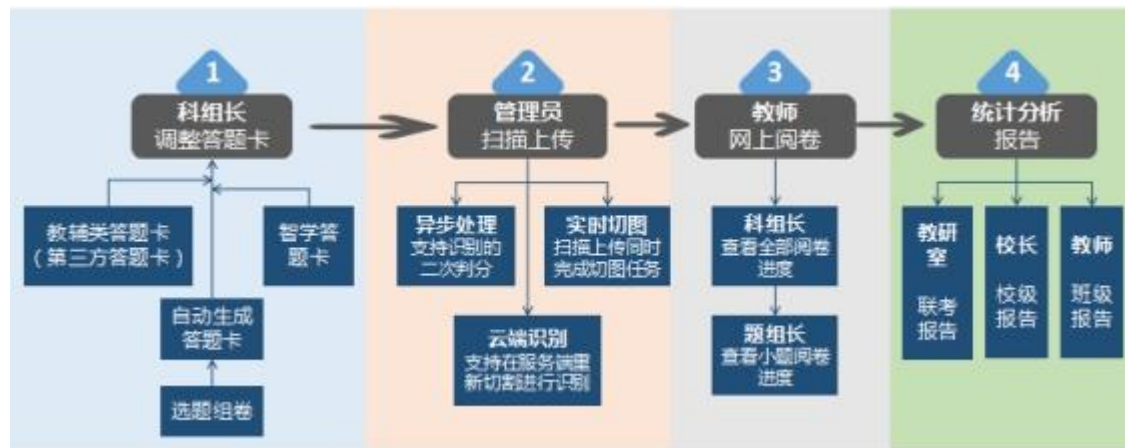 1
科组长
调整答题卡
教辅类答题卡
(第三方答题卡)
智学答
题卡
自动生成
答题卡
选题组卷
2
管理员
扫描上传
异步处理
支持识别的
二次判分
实时切图
扫描上传同时
完成切图任务
云端识别
支持在服务端重
新切割进行识别
3
教师
网上阅卷
科组长
查看全部阅卷
进度
题组长
查看小题阅卷
进度
4
统计分析
报告
教研
室
联考
报告
校长
校级
报告
教师
班级
报告